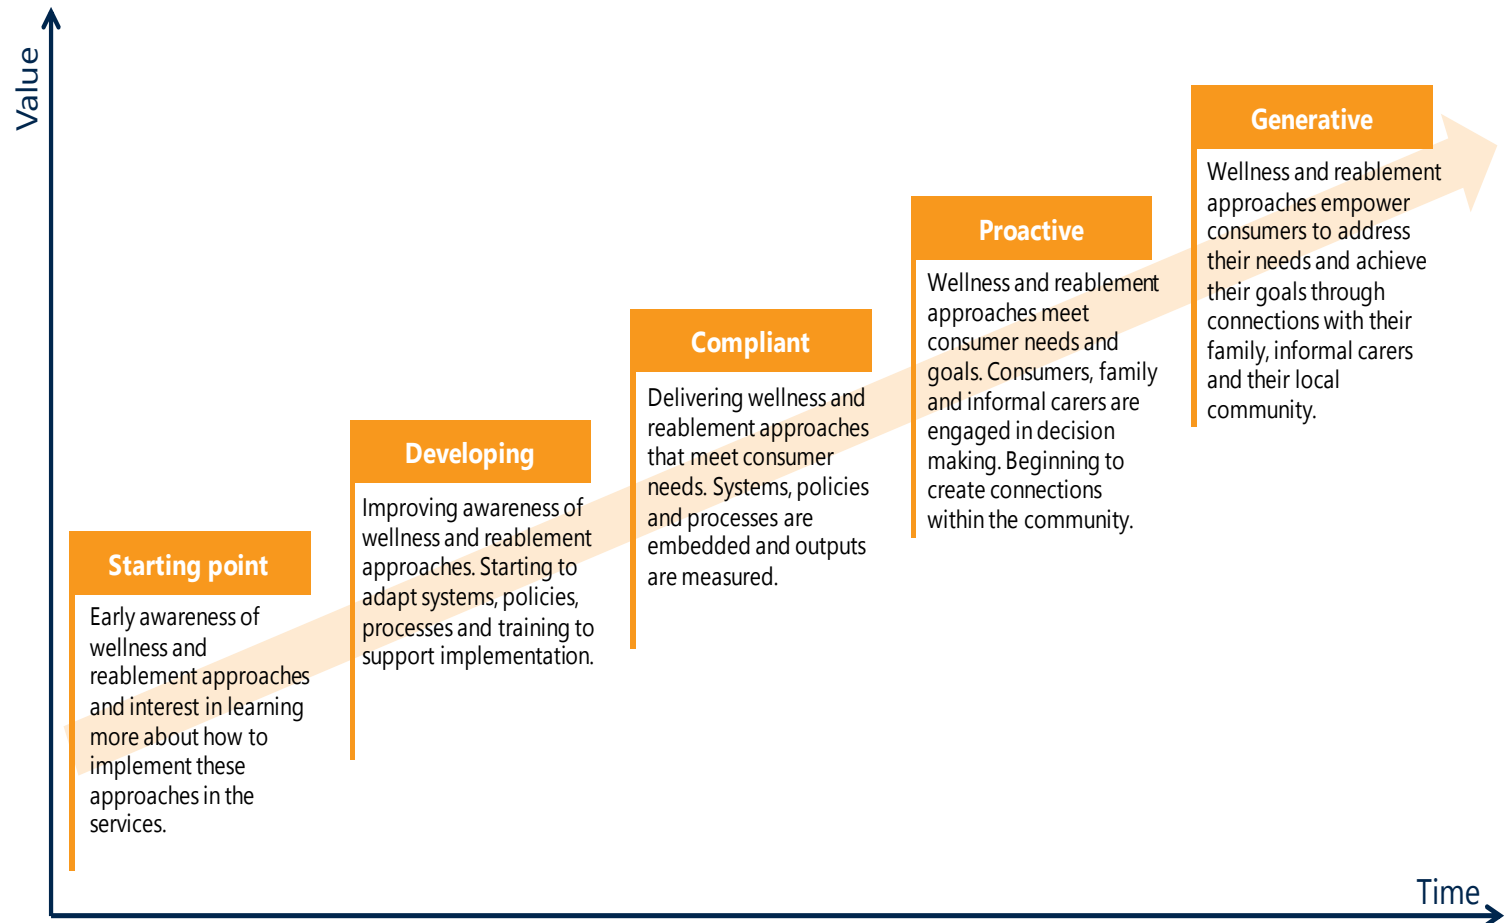 Value
Starting point
Early awareness of
wellness and
reablement approaches
and interest in learning
more about how to
implement these
approaches in the
services.
Developing
Improving awareness of
wellness and reablement
approaches. Starting to
adapt systems, policies,
processes and training to
support implementation.
Compliant
Delivering wellness and
reablement approaches
that meet consumer
needs. Systems, policies
and processes are
embedded and outputs
are measured.
Proactive
Wellness and reablement
approaches meet
consumer needs and
goals. Consumers, family
and informal carers are
engaged in decision
making. Beginning to
create connections
within the community.
Generative
Wellness and reablement
approaches empower
consumers to address
their needs and achieve
their goals through
connections with their
family, informal carers
and their local
community.
Time